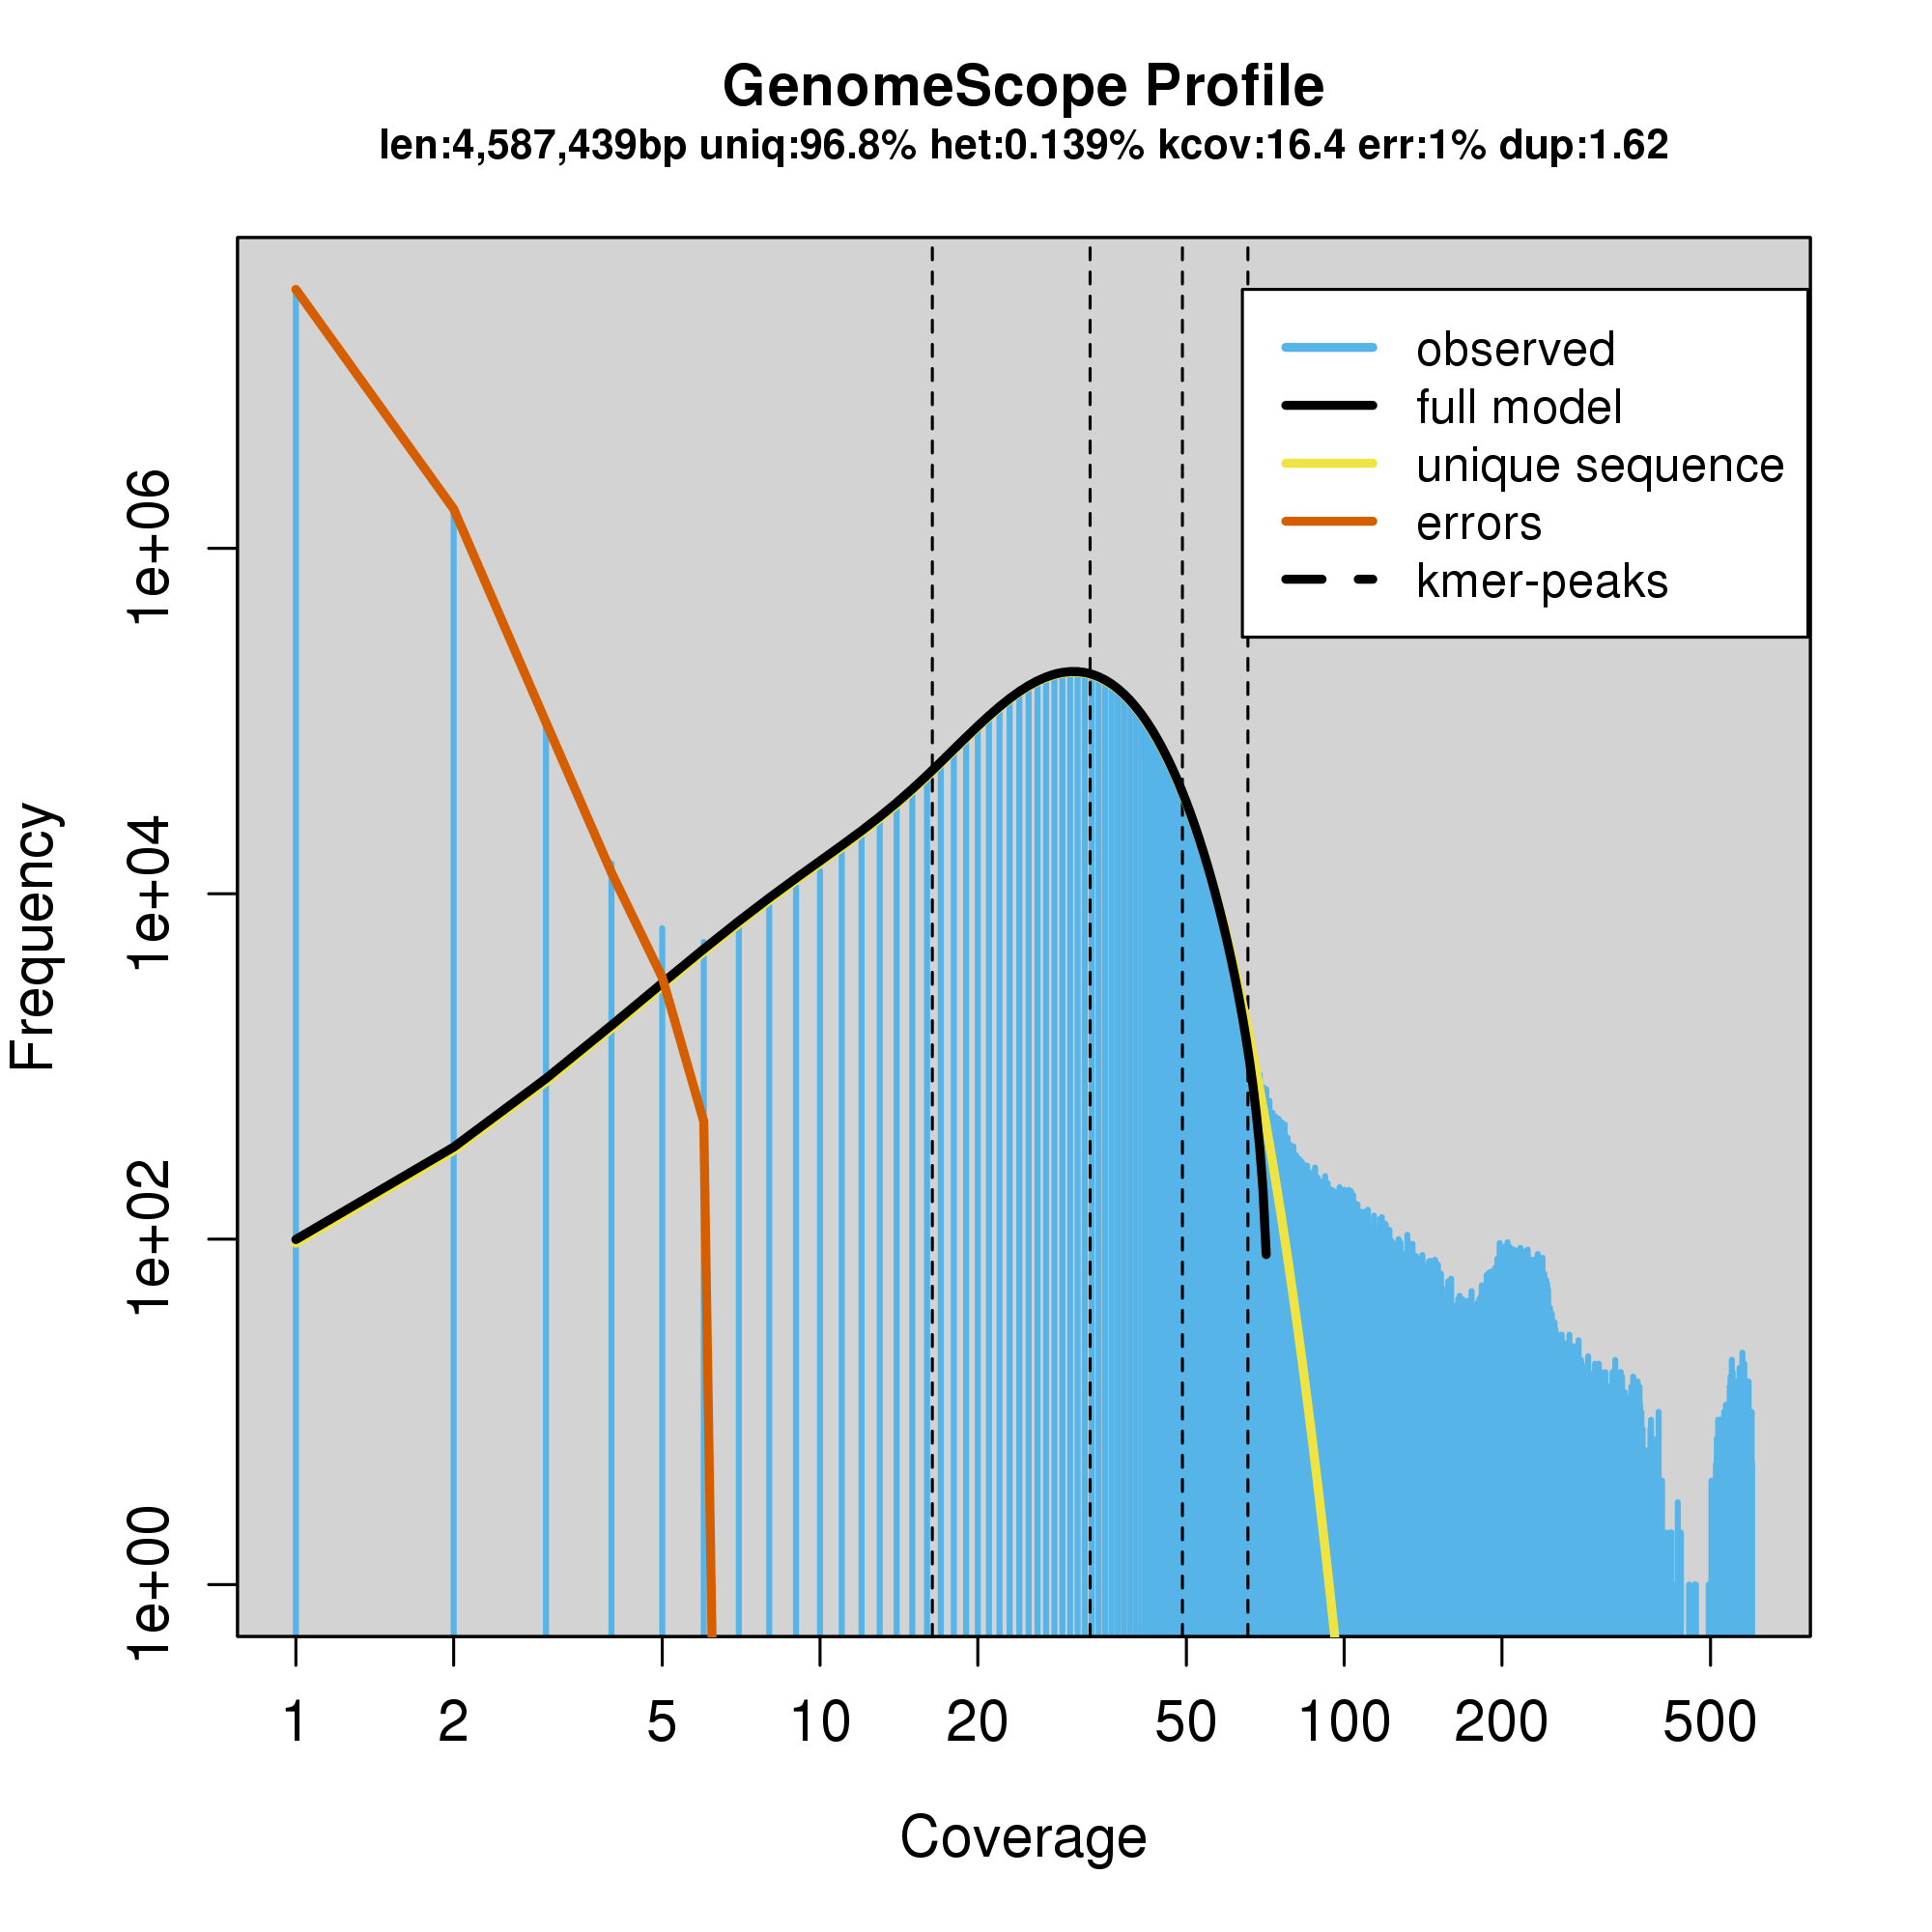 GenomeScope Profile
len:4,587,439bp uniq:96.8% het:0.139% kcov:16.4 err:1% dup:1.62
observed
full model
unique sequence
errors
kmer-peaks
Frequency
1e+06
1e+04
1e+02
1e+00
1 2 5 10 20 50 100 200 500
Coverage